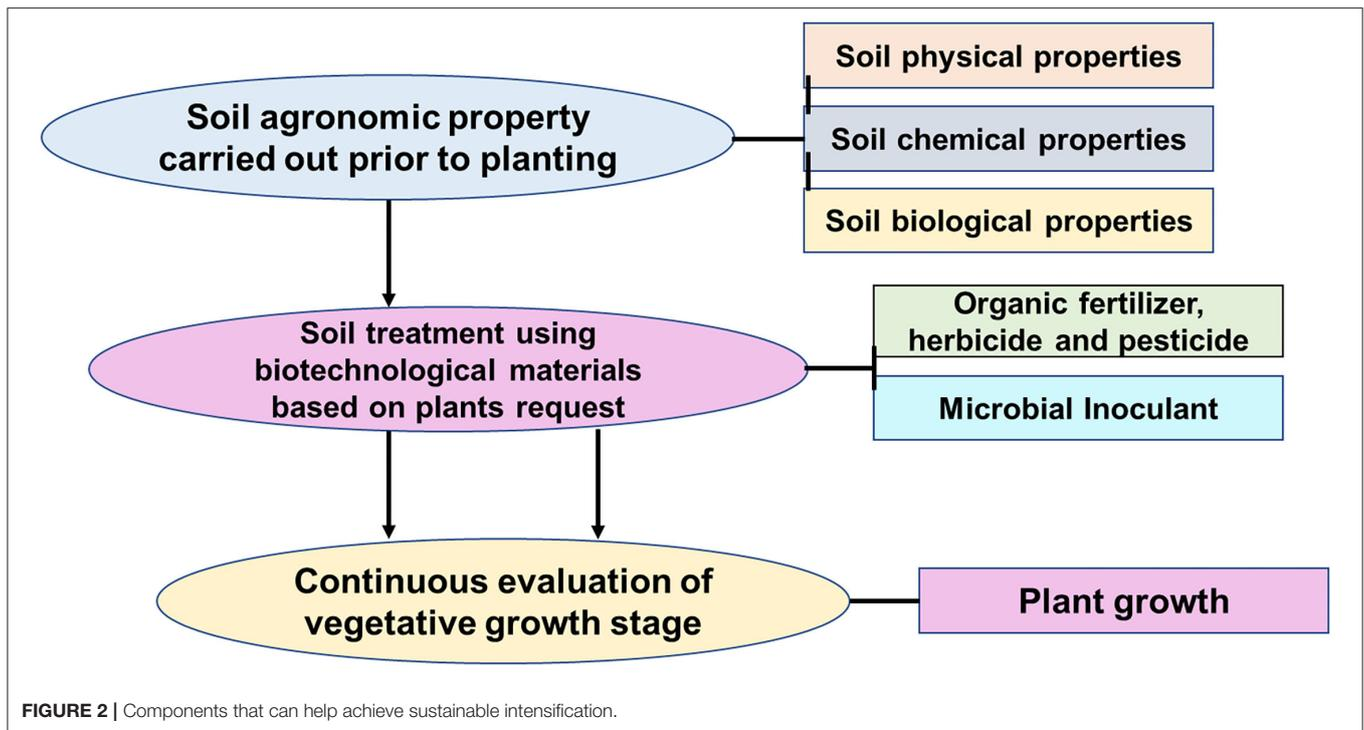 Soil agronomic property
carried out prior to planting
Soil physical properties
Soil chemical properties
Soil biological properties
Soil treatment using
biotechnological materials
based on plants request
Organic fertilizer,
herbicide and pesticide
Microbial Inoculant
Continuous evaluation of
vegetative growth stage
Plant growth
FIGURE 2 | Components that can help achieve sustainable intensification.